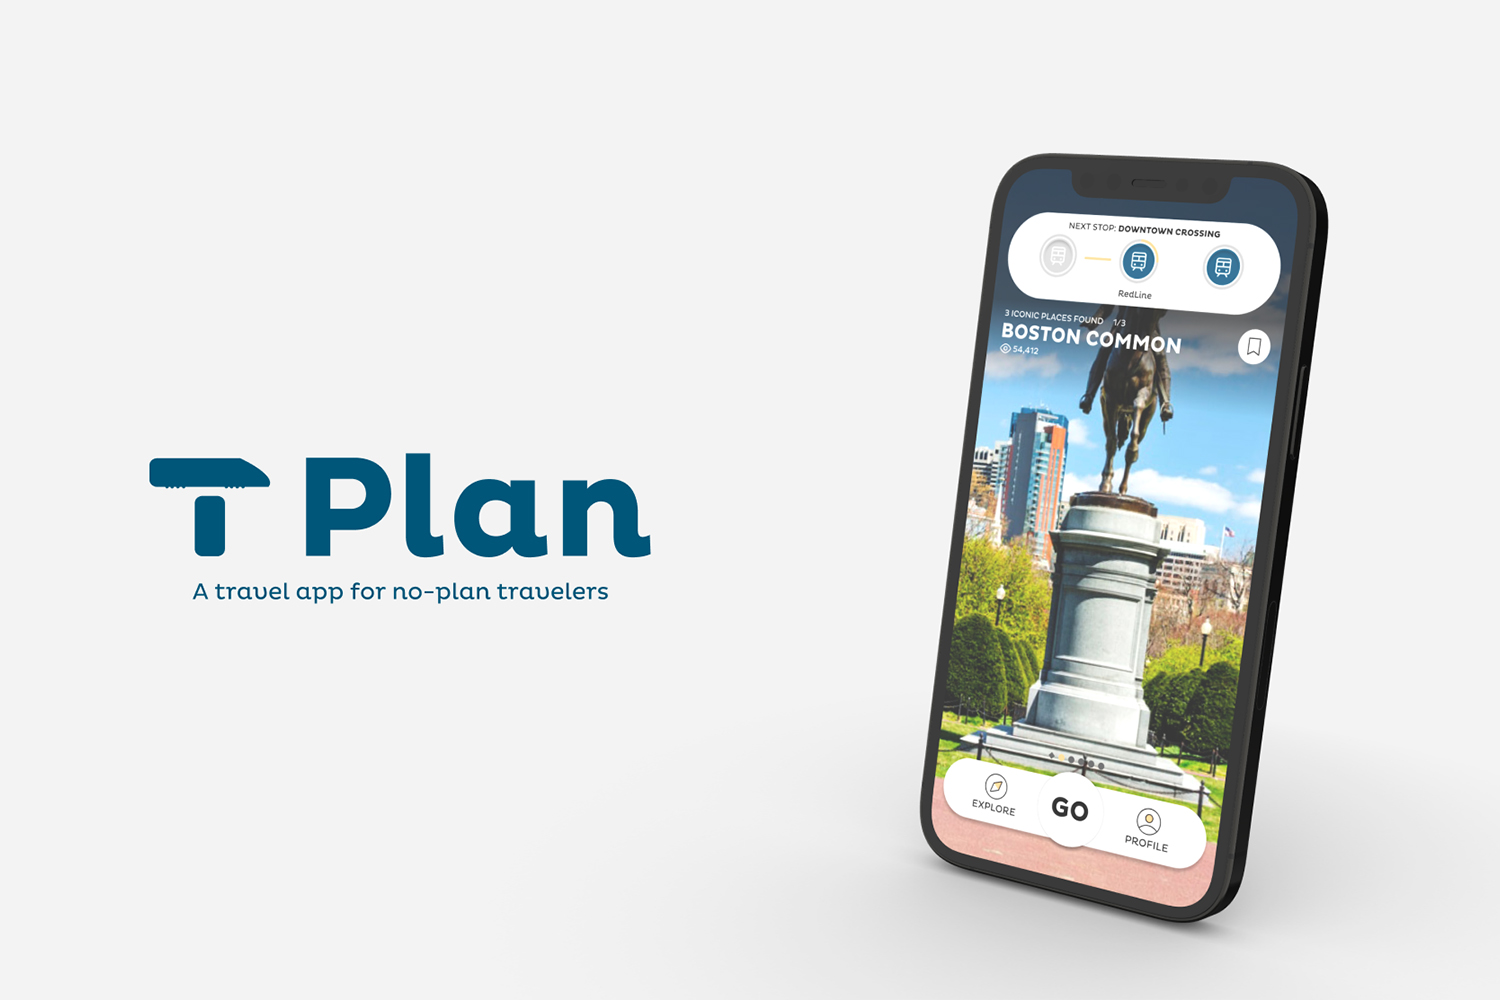 T Plan
A travel app for no-plan travelers
NEXT STOP: DOWNTOWN CROSSING
RedLine
3 ICONIC PLACES FOUND 1/3
BOSTON COMMON
54,412
EXPLORE
GO
PROFILE